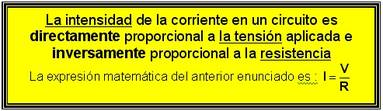 La intensidad de la corriente en un circuito es
directamente proporcional a la tensión aplicada e
inversamente proporcional a la resistencia
La expresión matemática del anterior enunciado es : I = V/R